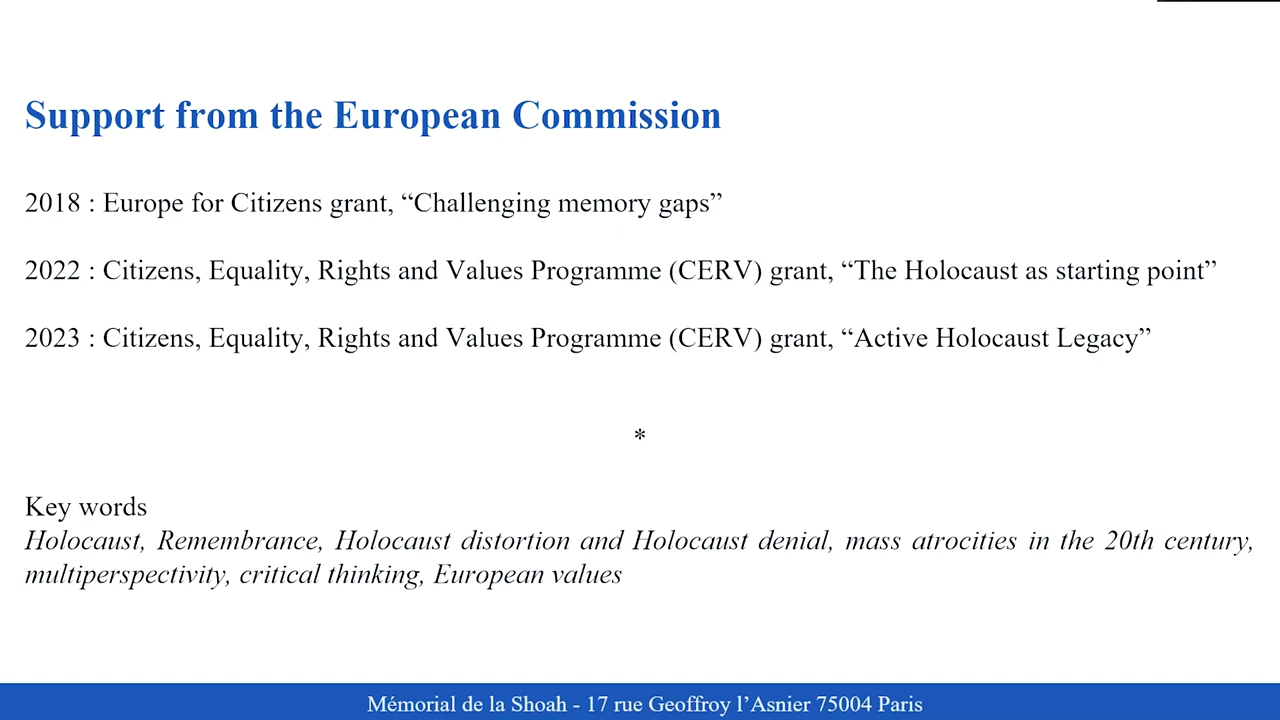 Support from the European Commission
2018 : Europe for Citizens grant, “Challenging memory gaps”
2022 : Citizens, Equality, Rights and Values Programme (CERV) grant, “The Holocaust as starting point”
2023 : Citizens, Equality, Rights and Values Programme (CERV) grant, “Active Holocaust Legacy”
*
Key words
Holocaust, Remembrance, Holocaust distortion and Holocaust denial, mass atrocities in the 20th century,
multiperspectivity, critical thinking, European values
Mémorial de la Shoah - 17 rue Geoffroy l’Asnier 75004 Paris